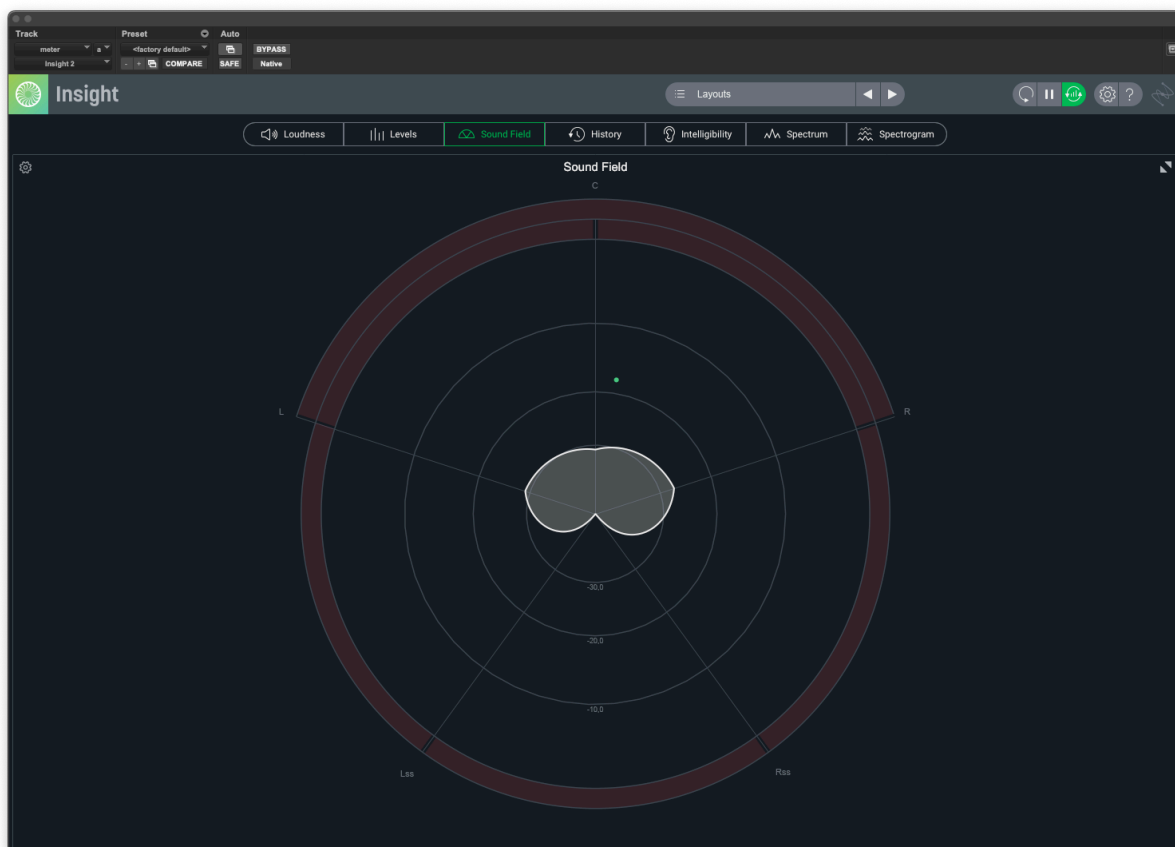 Track Preset Auto
meter a <factory default> BYPASS
Insight 2 - + COMPARE SAFE Native
Insight Layouts ?
Loudness Levels Sound Field History Intelligibility Spectrum Spectrogram
Sound Field
C
L R
-30,0
-20,0
-10,0
Lss Rss